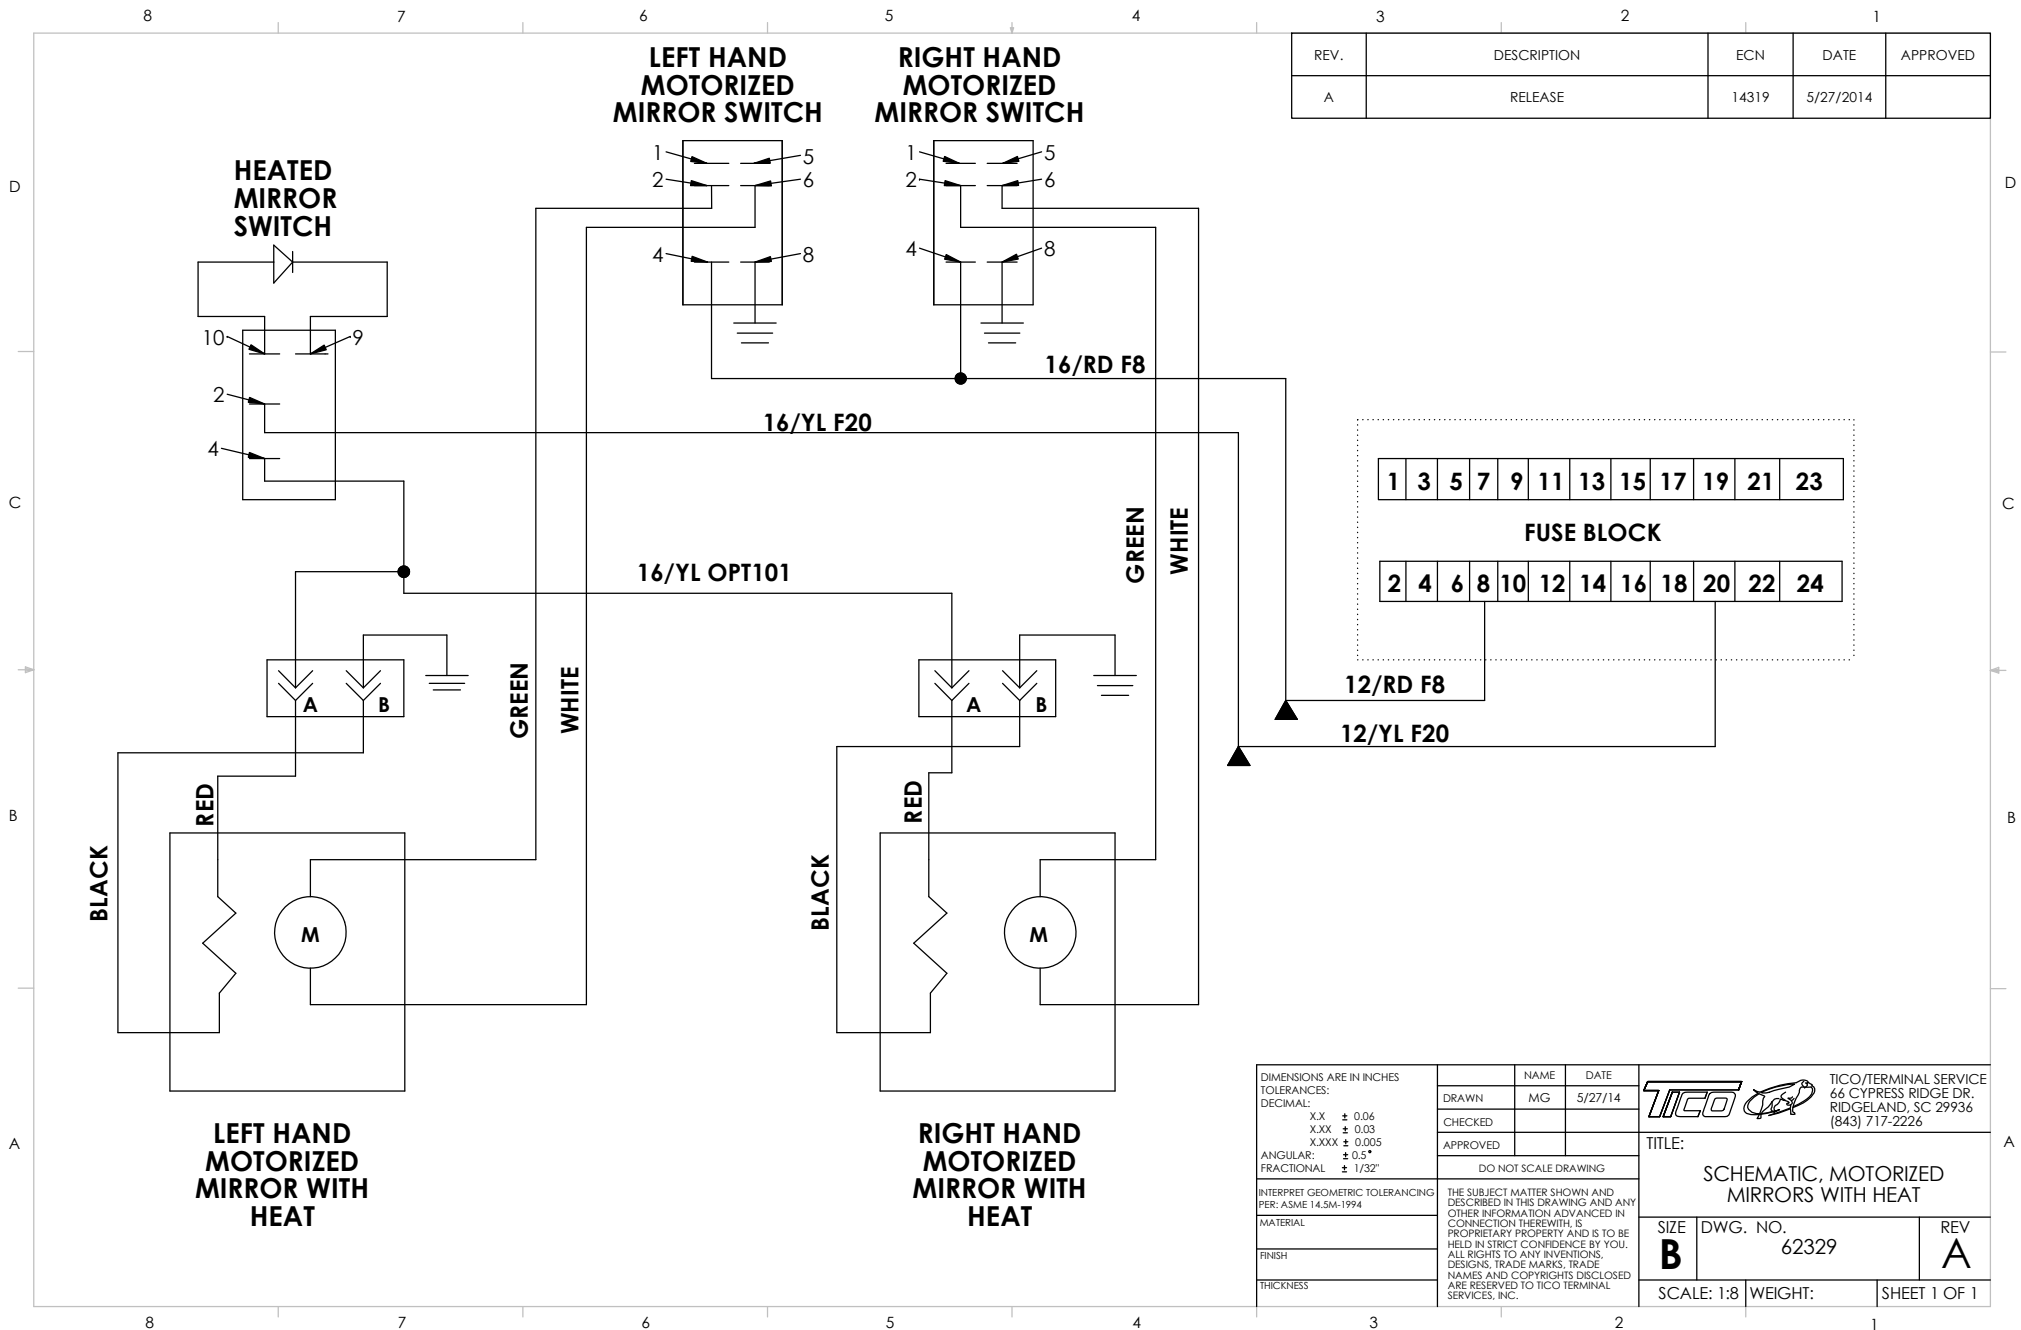 8 7 6 5 4 3 2 1
REV. DESCRIPTION ECN DATE APPROVED
A RELEASE 14319 5/27/2014
LEFT HAND
MOTORIZED
MIRROR SWITCH
RIGHT HAND
MOTORIZED
MIRROR SWITCH
1 5
2 6
4 8
1 5
2 6
4 8
D D
HEATED
MIRROR
SWITCH
10 9
2
4
16/RD F8
16/YL F20
C C
1 3 5 7 9 11 13 15 17 19 21 23
FUSE BLOCK
2 4 6 8 10 12 14 16 18 20 22 24
GREEN
WHITE
16/YL OPT101
A B
GREEN
WHITE
A B
12/RD F8
12/YL F20
B B
BLACK
RED
M
BLACK
RED
M
A A
LEFT HAND
MOTORIZED
MIRROR WITH
HEAT
RIGHT HAND
MOTORIZED
MIRROR WITH
HEAT
DIMENSIONS ARE IN INCHES
TOLERANCES:
DECIMAL:
X.X ± 0.06
X.XX ± 0.03
X.XXX ± 0.005
ANGULAR: ± 0.5°
FRACTIONAL ± 1/32"
INTERPRET GEOMETRIC TOLERANCING
PER: ASME 14.5M-1994
MATERIAL
FINISH
THICKNESS
NAME DATE
DRAWN MG 5/27/14
CHECKED
APPROVED
DO NOT SCALE DRAWING
THE SUBJECT MATTER SHOWN AND
DESCRIBED IN THIS DRAWING AND ANY
OTHER INFORMATION ADVANCED IN
CONNECTION THEREWITH, IS
PROPRIETARY PROPERTY AND IS TO BE
HELD IN STRICT CONFIDENCE BY YOU.
ALL RIGHTS TO ANY INVENTIONS,
DESIGNS, TRADE MARKS, TRADE
NAMES AND COPYRIGHTS DISCLOSED
ARE RESERVED TO TICO TERMINAL
SERVICES, INC.
TICO
TICO/TERMINAL SERVICE
66 CYPRESS RIDGE DR.
RIDGELAND, SC 29936
(843) 717-2226
TITLE:
SCHEMATIC, MOTORIZED
MIRRORS WITH HEAT
SIZE DWG. NO. REV
B 62329 A
SCALE: 1:8 WEIGHT: SHEET 1 OF 1
8 7 6 5 4 3 2 1